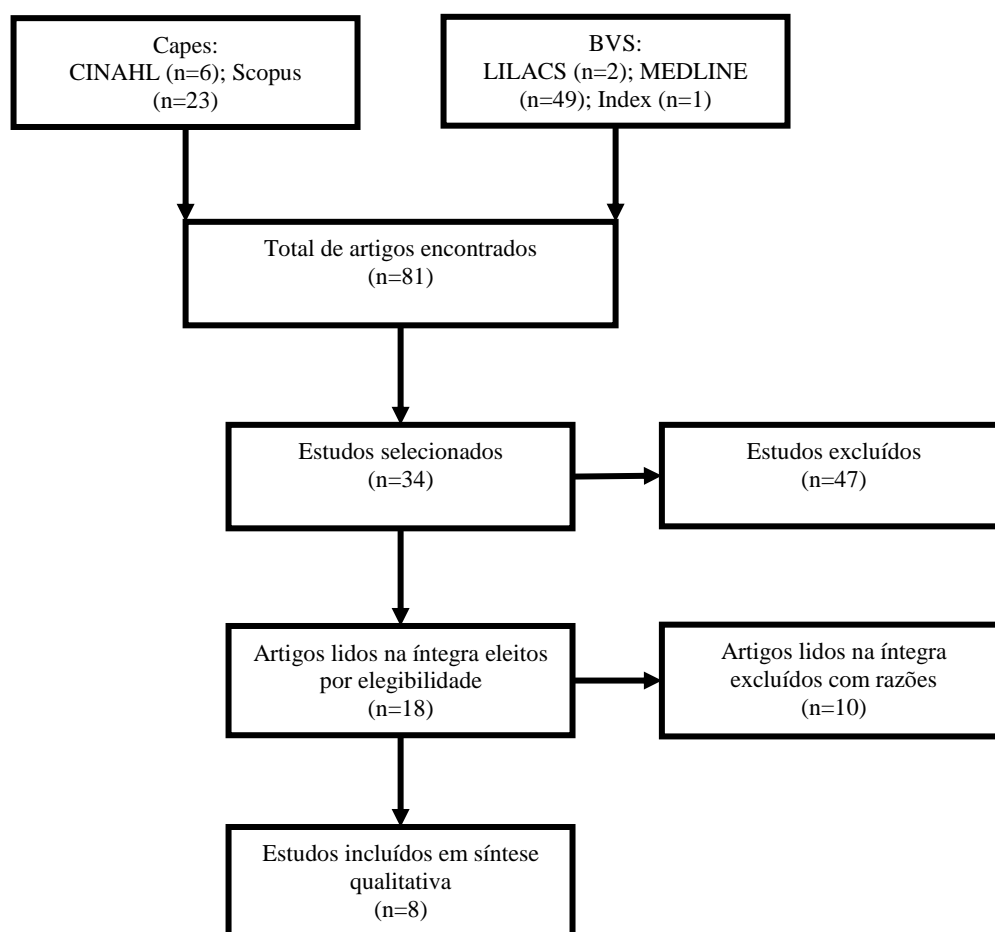 Capes:
CINAHL (n=6); Scopus
(n=23)
BVS:
LILACS (n=2); MEDLINE
(n=49); Index (n=1)
Total de artigos encontrados
(n=81)
Estudos selecionados
(n=34)
Estudos excluídos
(n=47)
Artigos lidos na íntegra eleitos
por elegibilidade
(n=18)
Artigos lidos na íntegra
excluídos com razões
(n=10)
Estudos incluídos em síntese
qualitativa
(n=8)